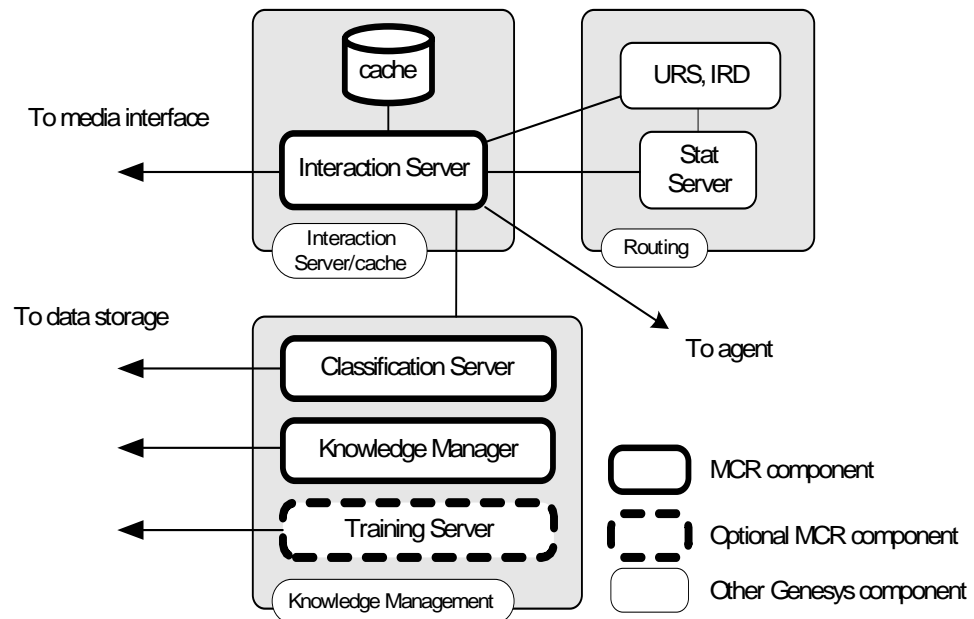 cache
URS, IRD
To media interface
Interaction Server
Stat
Server
Interaction
Server/cache
Routing
To data storage
To agent
Classification Server
Knowledge Manager
MCR component
Training Server
Optional MCR component
Other Genesys component
Knowledge Management